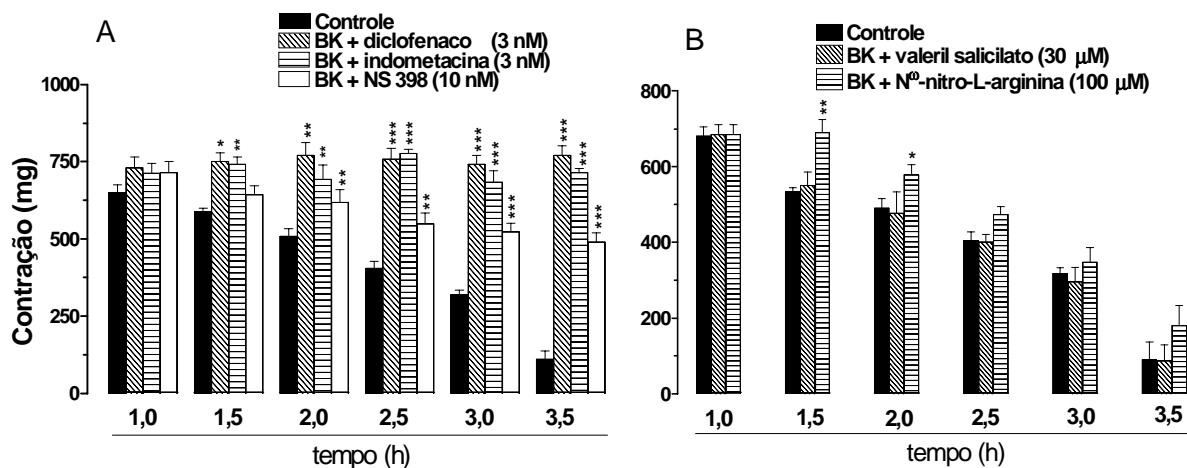 A
Controle
BK + diclofenaco (3 nM)
BK + indometacina (3 nM)
BK + NS 398 (10 nM)
Contração (mg)
1000
750
500
250
0
* **
** ** **
*** *** **
*** *** ***
*** *** ***
1,0 1,5 2,0 2,5 3,0 3,5
tempo (h)
B
Controle
BK + valeril salicilato (30 μM)
BK + Nω-nitro-L-arginina (100 μM)
800
600
400
200
0
**
*
1,0 1,5 2,0 2,5 3,0 3,5
tempo (h)